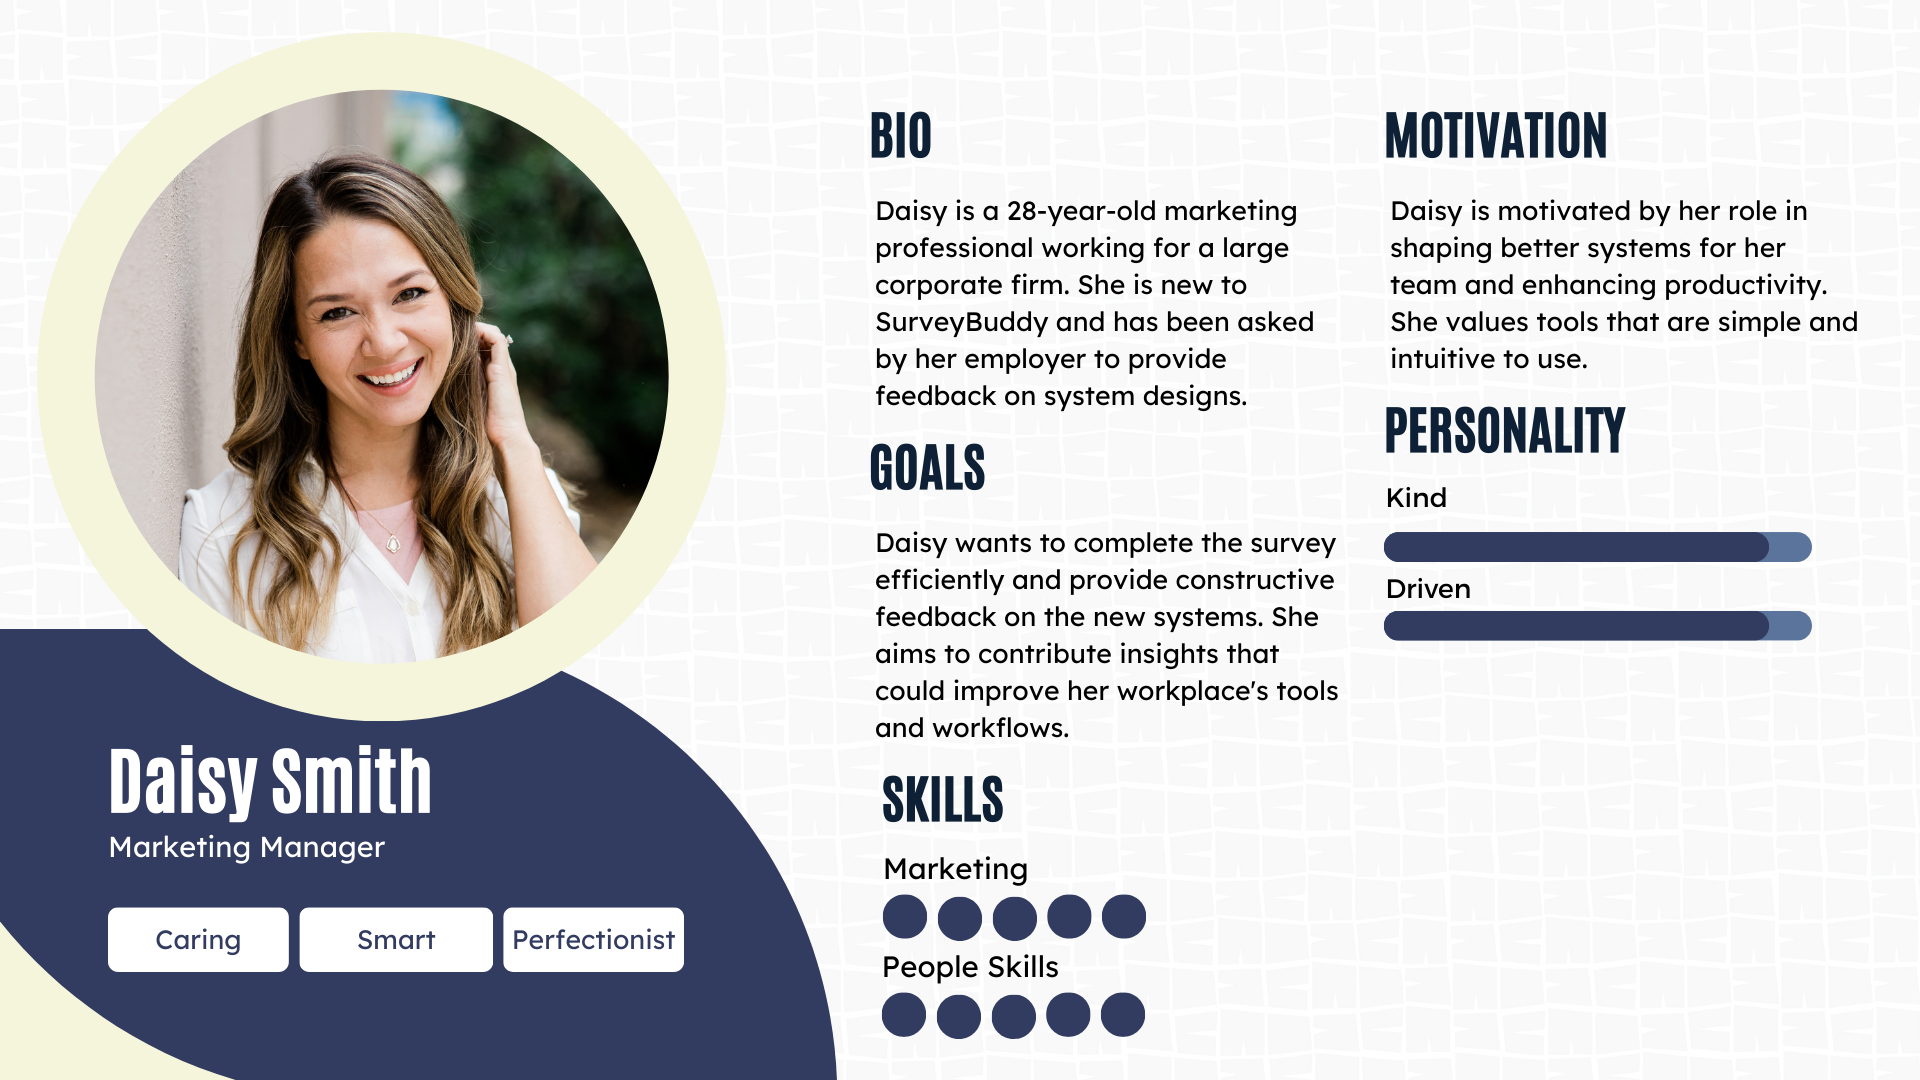 Daisy Smith
Marketing Manager
Caring
Smart
Perfectionist
BIO
Daisy is a 28-year-old marketing
professional working for a large
corporate firm. She is new to
SurveyBuddy and has been asked
by her employer to provide
feedback on system designs.
GOALS
Daisy wants to complete the survey
efficiently and provide constructive
feedback on the new systems. She
aims to contribute insights that
could improve her workplace's tools
and workflows.
SKILLS
Marketing
People Skills
MOTIVATION
Daisy is motivated by her role in
shaping better systems for her
team and enhancing productivity.
She values tools that are simple and
intuitive to use.
PERSONALITY
Kind
Driven